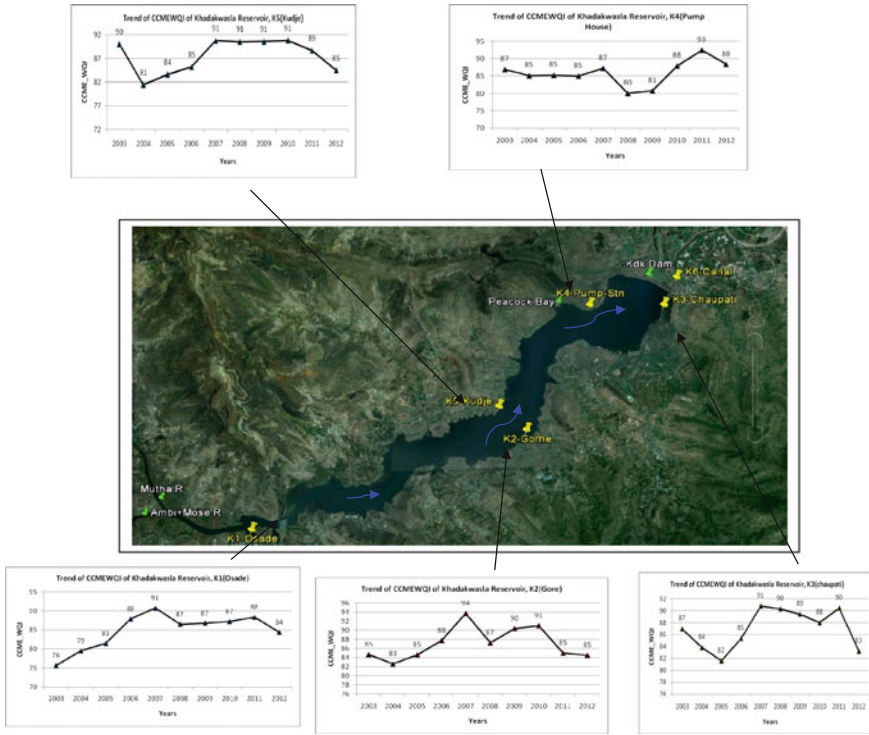 Trend of CCMEWQI of Khadakwasla Reservoir, K5(Kudje)
CCME_WQI
92
87
82
77
72
90
81
84
85
91
91
91
91
89
85
2003 2004 2005 2006 2007 2008 2009 2010 2011 2012
Years
Trend of CCMEWQI of Khadakwasla Reservoir, K4(Pump
House)
CCME_WQI
95
90
85
80
75
70
87
85
85
85
87
80
81
88
93
88
2003 2004 2005 2006 2007 2008 2009 2010 2011 2012
Years
Kdk Dam
K6-Canal
K4-Pump-Stn
Peacock Bay
K3-Chaupati
K5-Kudje
K2-Gorhe
Mutha R
Ambi+Mose R
K1-Osade
Trend of CCMEWQI of Khadakwasla Reservoir, K1(Osade)
CCME_WQI
95
90
85
80
75
70
76
79
81
88
91
87
87
87
88
84
2003 2004 2005 2006 2007 2008 2009 2010 2011 2012
Years
Trend of CCMEWQI of Khadakwasla Reservoir, K2(Gore)
CCME_WQI
96
94
92
90
88
86
84
82
80
78
76
85
83
85
88
94
87
90
91
85
85
2003 2004 2005 2006 2007 2008 2009 2010 2011 2012
Years
Trend of CCMEWQI of Khadakwasla Reservoir, K3(chaupati)
CCME_WQI
92
90
88
86
84
82
80
78
76
87
84
82
85
91
90
89
88
90
83
2003 2004 2005 2006 2007 2008 2009 2010 2011 2012
Years